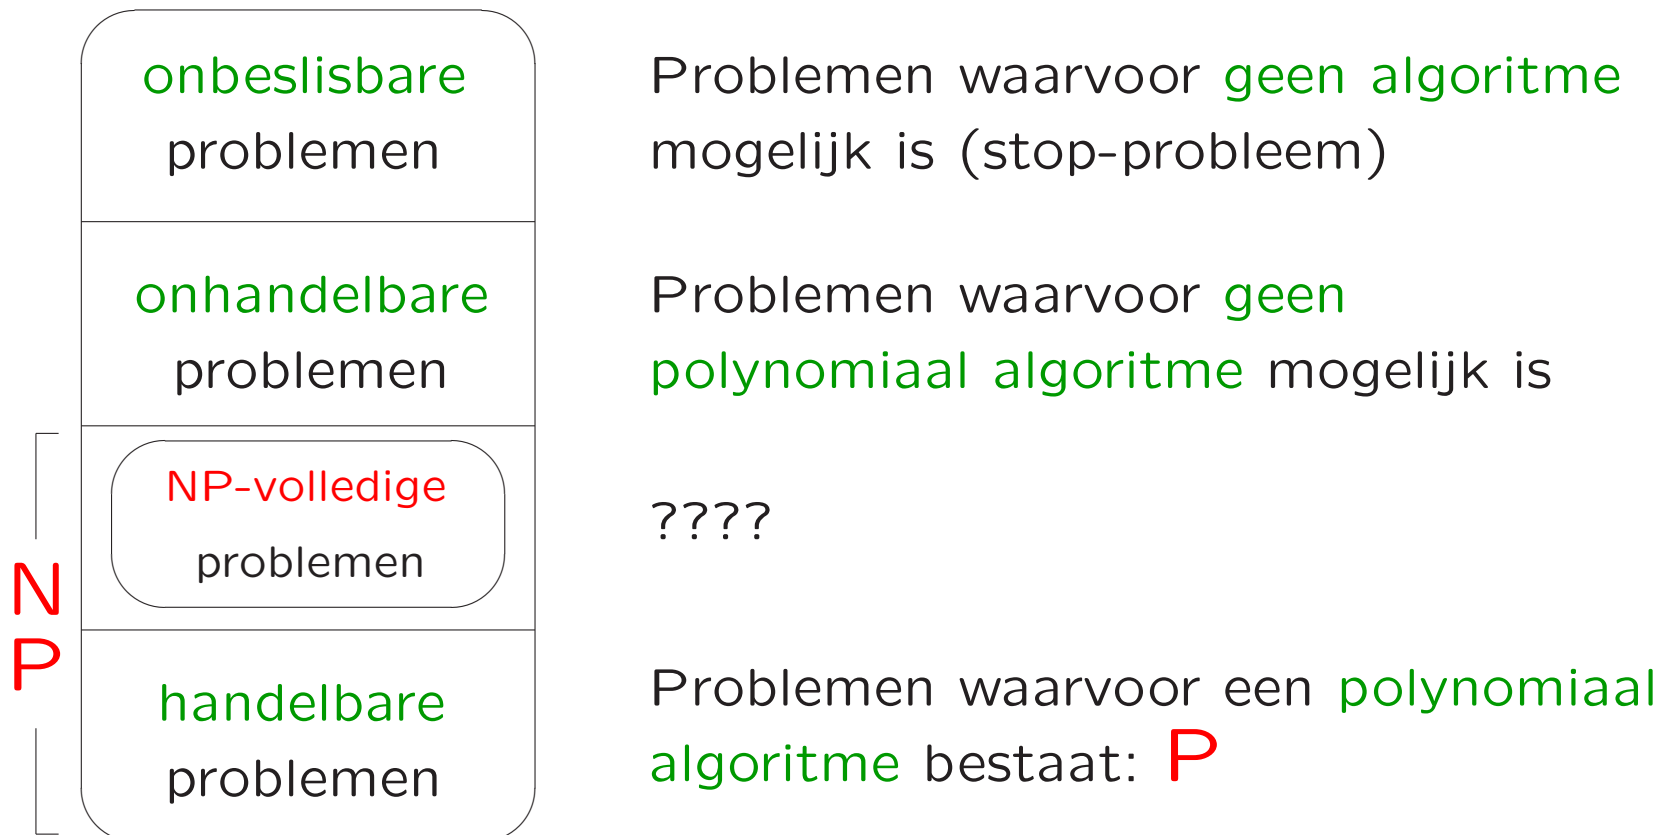 onbeslisbare
problemen
Problemen waarvoor geen algoritme
mogelijk is (stop-probleem)
onhandelbare
problemen
Problemen waarvoor geen
polynomiaal algoritme mogelijk is
NP-volledige
problemen
????
N
P
handelbare
problemen
Problemen waarvoor een polynomiaal
algoritme bestaat: P